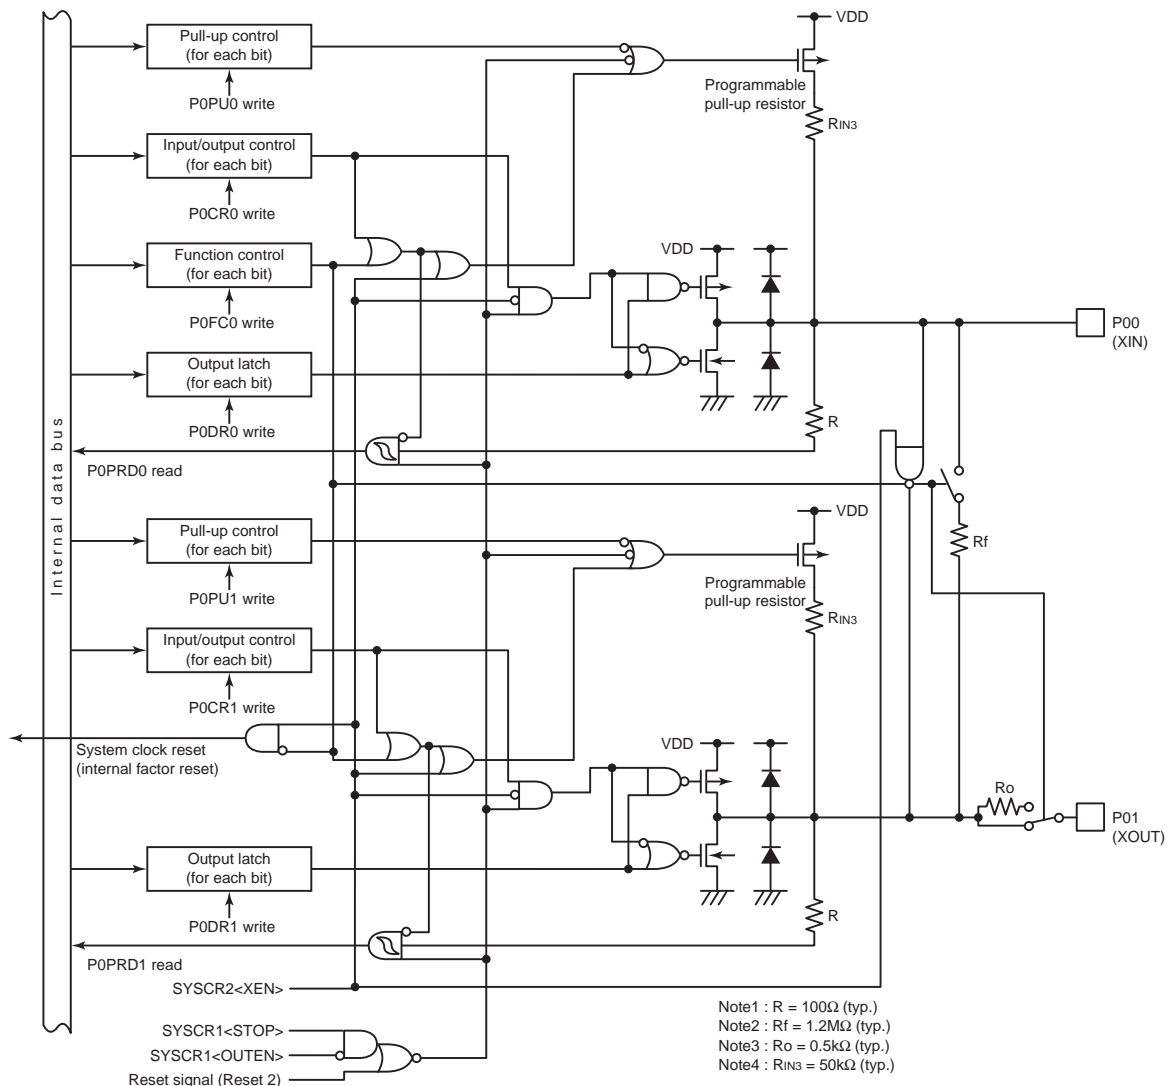 VDD
Pull-up control
(for each bit)
P0PU0 write
Programmable
pull-up resistor
RIN3
Input/output control
(for each bit)
P0CR0 write
Function control
(for each bit)
P0FC0 write
VDD
P00
(XIN)
Output latch
(for each bit)
P0DR0 write
R
P0PRD0 read
Internal data bus
VDD
Pull-up control
(for each bit)
P0PU1 write
Rf
Programmable
pull-up resistor
RIN3
Input/output control
(for each bit)
P0CR1 write
System clock reset
(internal factor reset)
VDD
Ro
P01
(XOUT)
Output latch
(for each bit)
P0DR1 write
R
P0PRD1 read
SYSCR2<XEN>
SYSCR1<STOP>
SYSCR1<OUTEN>
Reset signal (Reset 2)
Note1 : R = 100Ω (typ.)
Note2 : Rf = 1.2MΩ (typ.)
Note3 : Ro = 0.5kΩ (typ.)
Note4 : RIN3 = 50kΩ (typ.)